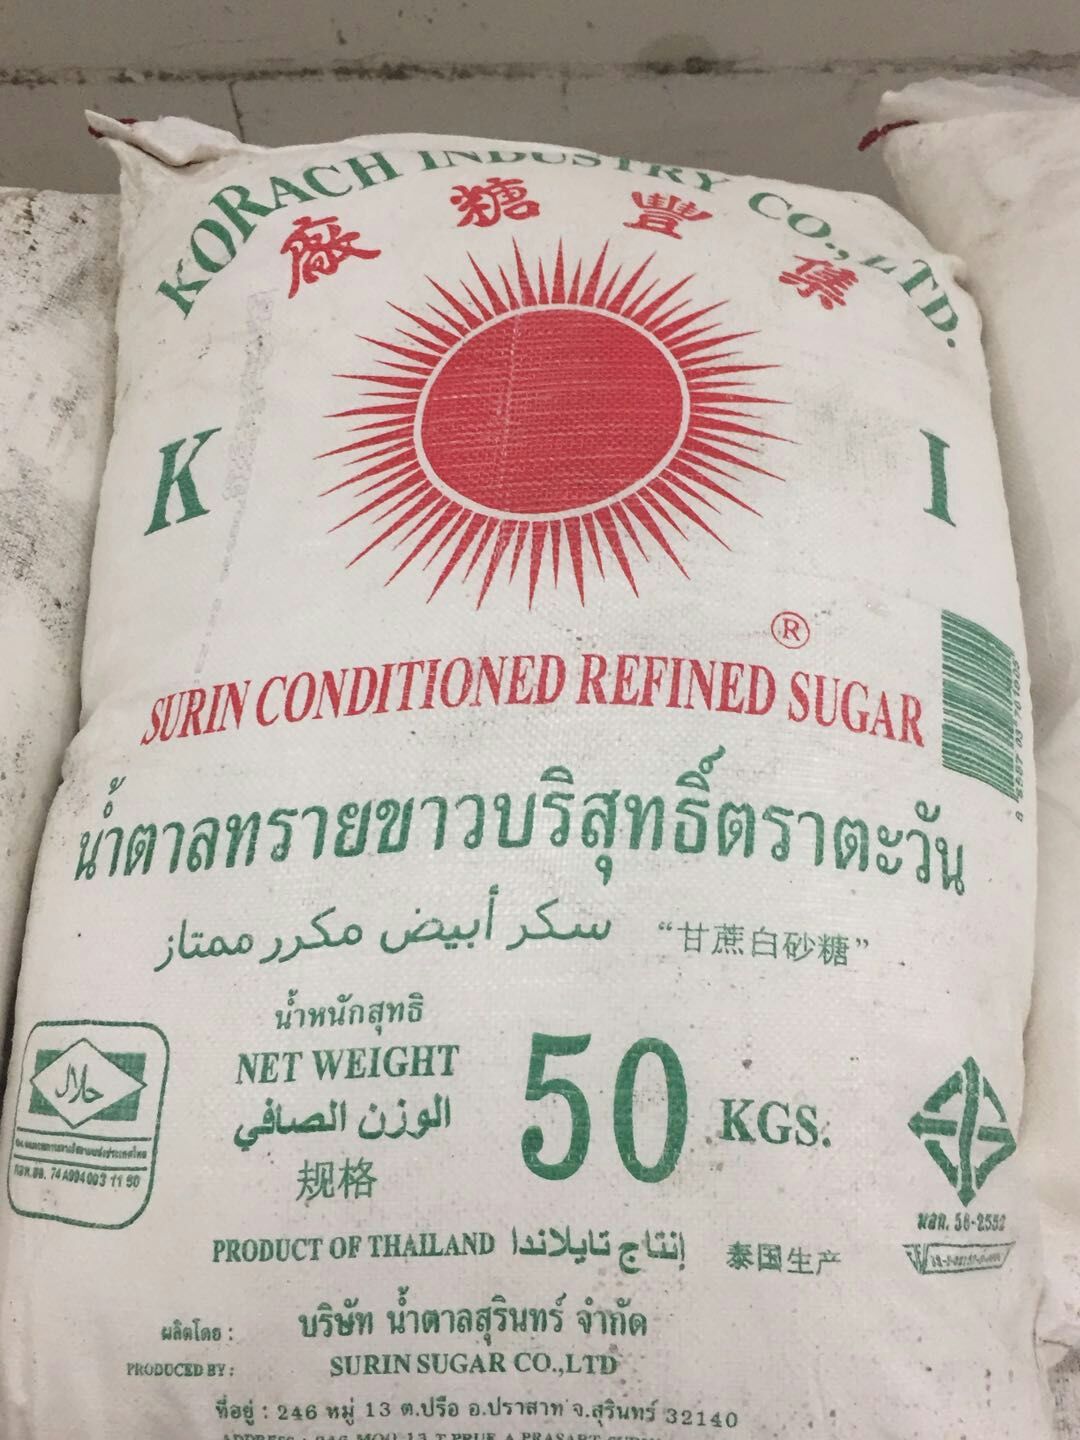 KORACH INDUSTRY CO.,LTD.
廠糖豐集
K I
®
SURIN CONDITIONED REFINED SUGAR
น้ำตาลทรายขาวบริสุทธิ์ตราตะวัน
سكر أبيض مكرر ممتاز “甘蔗白砂糖”
น้ำหนักสุทธิ
NET WEIGHT 50 KGS.
الوزن الصافي
规格
حلال
มอก. 56-2552
PRODUCT OF THAILAND إنتاج تايلاندا 泰国生产
ผลิตโดย : บริษัท น้ำตาลสุรินทร์ จำกัด
PRODUCED BY : SURIN SUGAR CO.,LTD
ที่อยู่ : 246 หมู่ 13 ต.ปรือ อ.ปราสาท จ.สุรินทร์ 32140